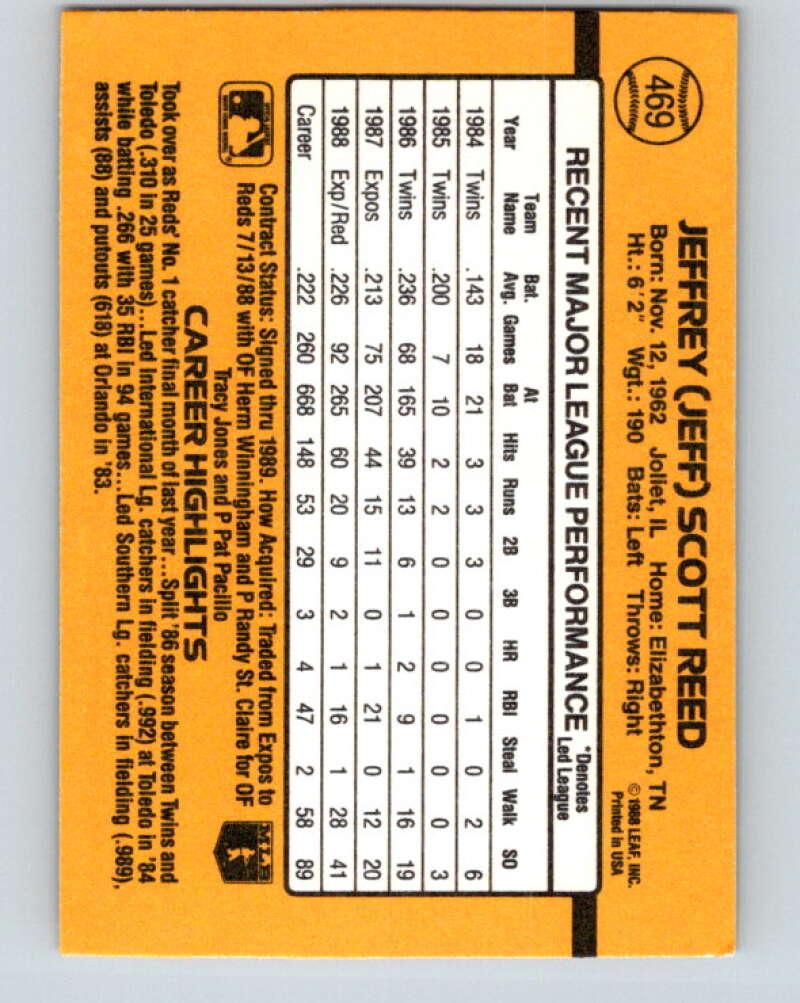 469
JEFFREY (JEFF) SCOTT REED
Born: Nov. 12, 1962 Joliet, IL Home: Elizabethton, TN
Ht.: 6'2" Wgt.: 190 Bats: Left Throws: Right
© 1988 LEAF, INC.
Printed in USA
RECENT MAJOR LEAGUE PERFORMANCE *Denotes Led League
Year Team Name Bat. Avg. Games At Bat Hits Runs 2B 3B HR RBI Steal Walk SO
1984 Twins .143 18 21 3 3 3 0 0 1 0 2 6
1985 Twins .200 7 10 2 2 0 0 0 0 0 0 3
1986 Twins .236 68 165 39 13 6 1 2 9 1 16 19
1987 Expos .213 75 207 44 15 11 0 1 21 0 12 20
1988 Exp/Red .226 92 265 60 20 9 2 1 16 1 28 41
Career .222 260 668 148 53 29 3 4 47 2 58 89
Contract Status: Signed thru 1989. How Acquired: Traded from Expos to
Reds 7/13/88 with OF Herm Winningham and P Randy St. Claire for OF
Tracy Jones and P Pat Pacillo
MLB
CAREER HIGHLIGHTS
Took over as Reds' No. 1 catcher final month of last year...Split '86 season between Twins and
Toledo (.310 in 25 games)...Led International Lg. catchers in fielding (.992) at Toledo in '84
while batting .266 with 35 RBI in 94 games...Led Southern Lg. catchers in fielding (.989),
assists (88) and putouts (618) at Orlando in '83.